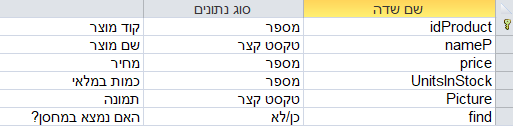 שם שדה סוג נתונים
idProduct מספר קוד מוצר
nameP טקסט קצר שם מוצר
price מספר מחיר
UnitsInStock מספר כמות במלאי
Picture טקסט קצר תמונה
find כן/לא האם נמצא במחסן?